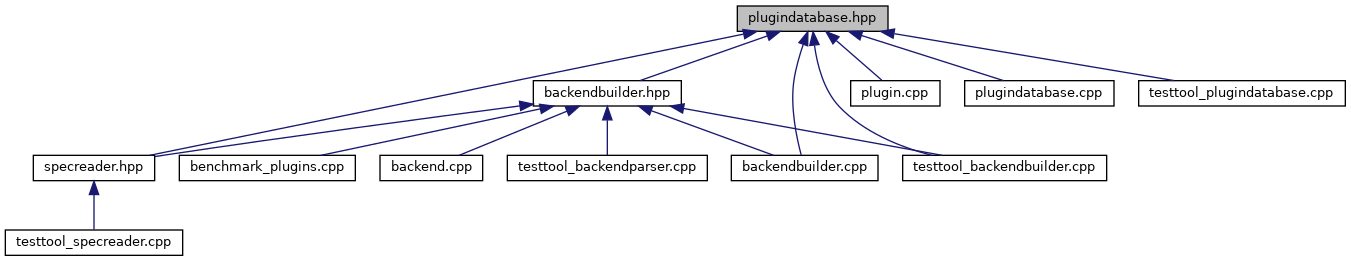 plugindatabase.hpp
backendbuilder.hpp
plugin.cpp
plugindatabase.cpp
testtool_plugindatabase.cpp
specreader.hpp
benchmark_plugins.cpp
backend.cpp
testtool_backendparser.cpp
backendbuilder.cpp
testtool_backendbuilder.cpp
testtool_specreader.cpp